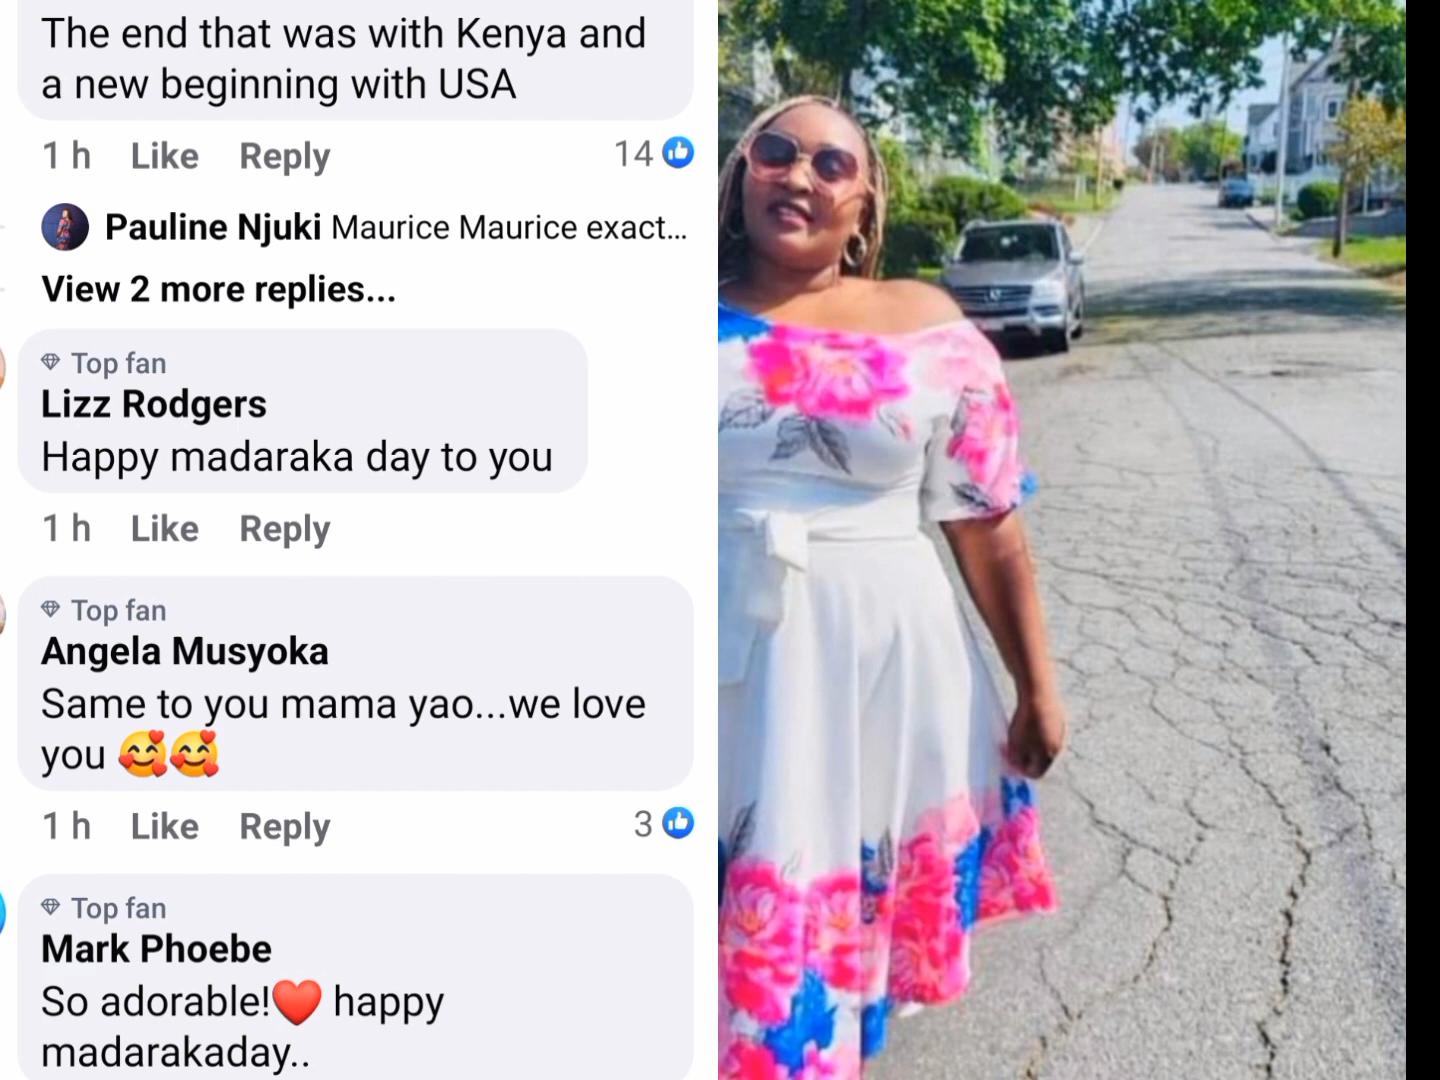 The end that was with Kenya and
a new beginning with USA
1 h Like Reply 14
Pauline Njuki Maurice Maurice exact...
View 2 more replies...
Top fan
Lizz Rodgers
Happy madaraka day to you
1 h Like Reply
Top fan
Angela Musyoka
Same to you mama yao...we love
you 🥰🥰
1 h Like Reply 3
Top fan
Mark Phoebe
So adorable!❤️ happy
madarakaday..